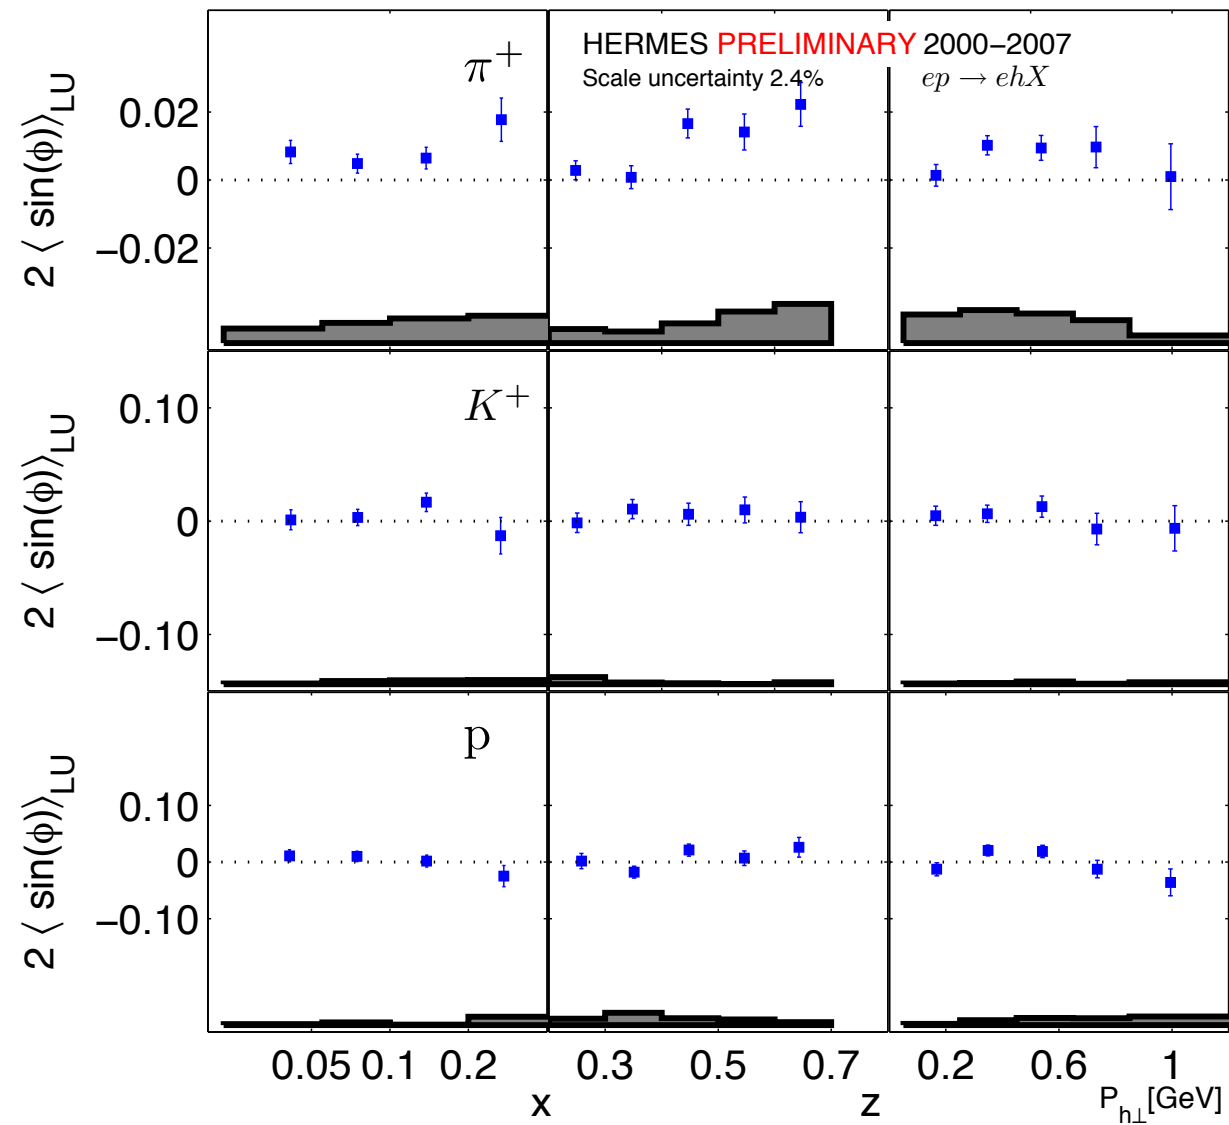 HERMES PRELIMINARY 2000−2007
π+
Scale uncertainty 2.4%
ep → ehX
2 ⟨ sin(ϕ)⟩LU
0.02
0
−0.02
K+
2 ⟨ sin(ϕ)⟩LU
0.10
0
−0.10
p
2 ⟨ sin(ϕ)⟩LU
0.10
0
−0.10
0.05 0.1 0.2 0.3 0.5 0.7 0.2 0.6 1
x z Ph⊥[GeV]